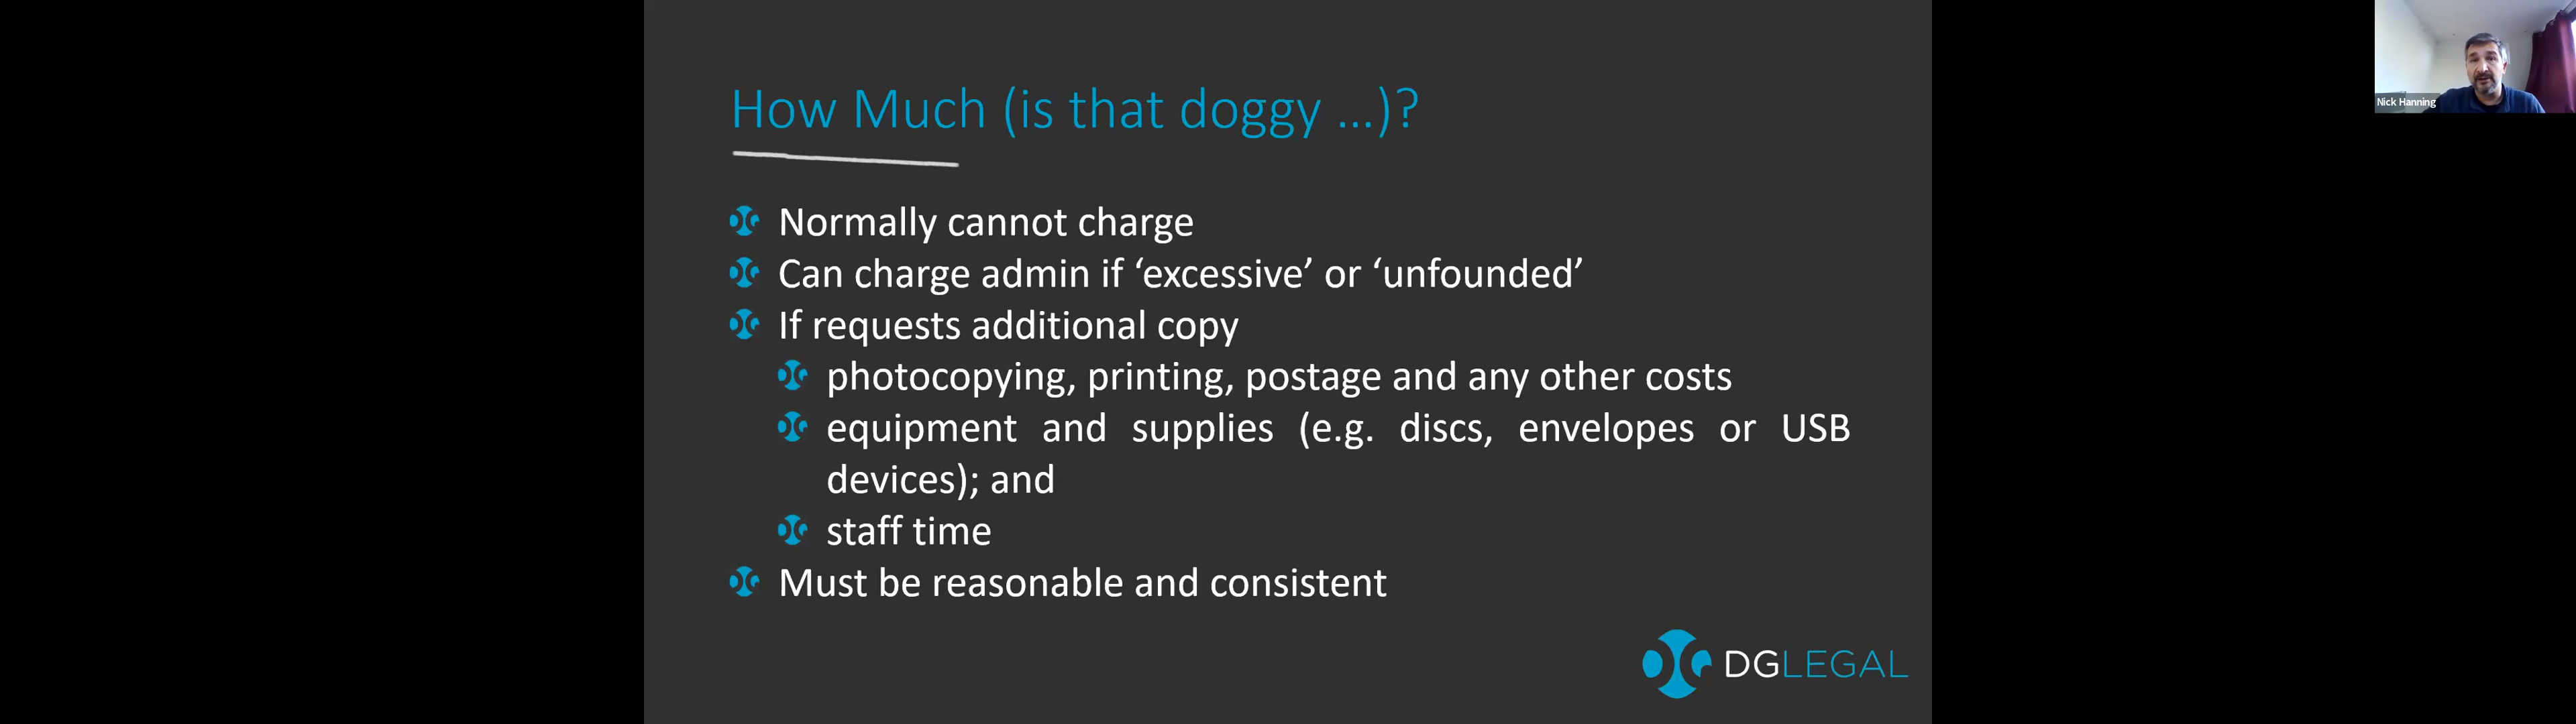 How Much (is that doggy ...)?
Normally cannot charge
Can charge admin if ‘excessive’ or ‘unfounded’
If requests additional copy
photocopying, printing, postage and any other costs
equipment and supplies (e.g. discs, envelopes or USB
devices); and
staff time
Must be reasonable and consistent
DGLEGAL
Nick Hanning